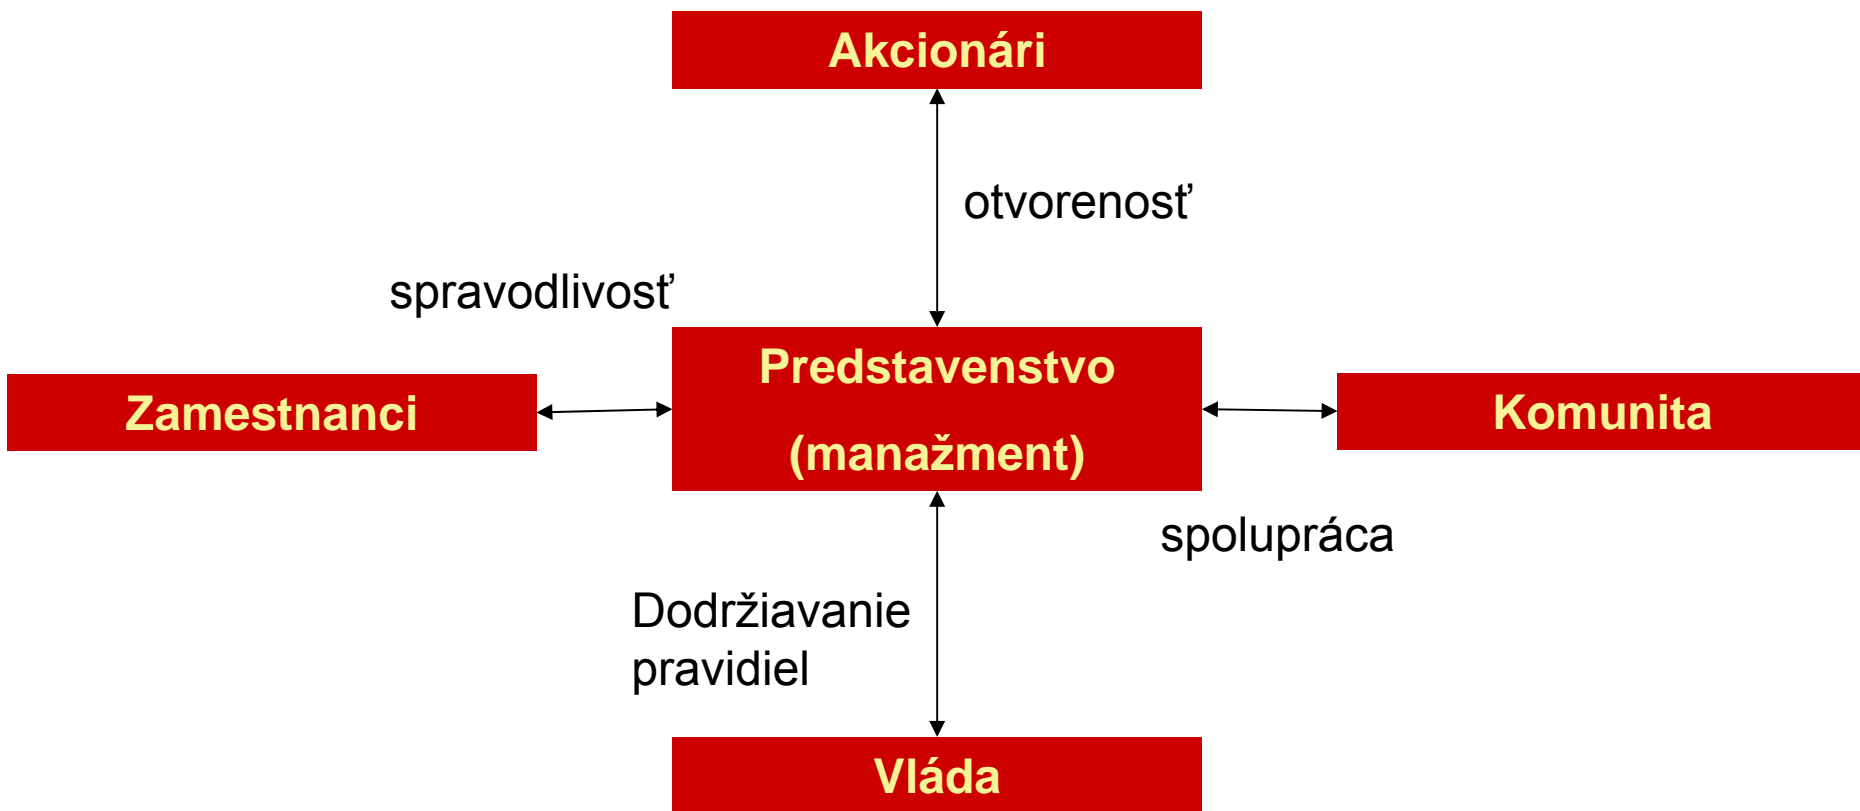 Akcionári
otvorenosť
spravodlivosť
Predstavenstvo
(manažment)
Zamestnanci
Komunita
spolupráca
Dodržiavanie
pravidiel
Vláda